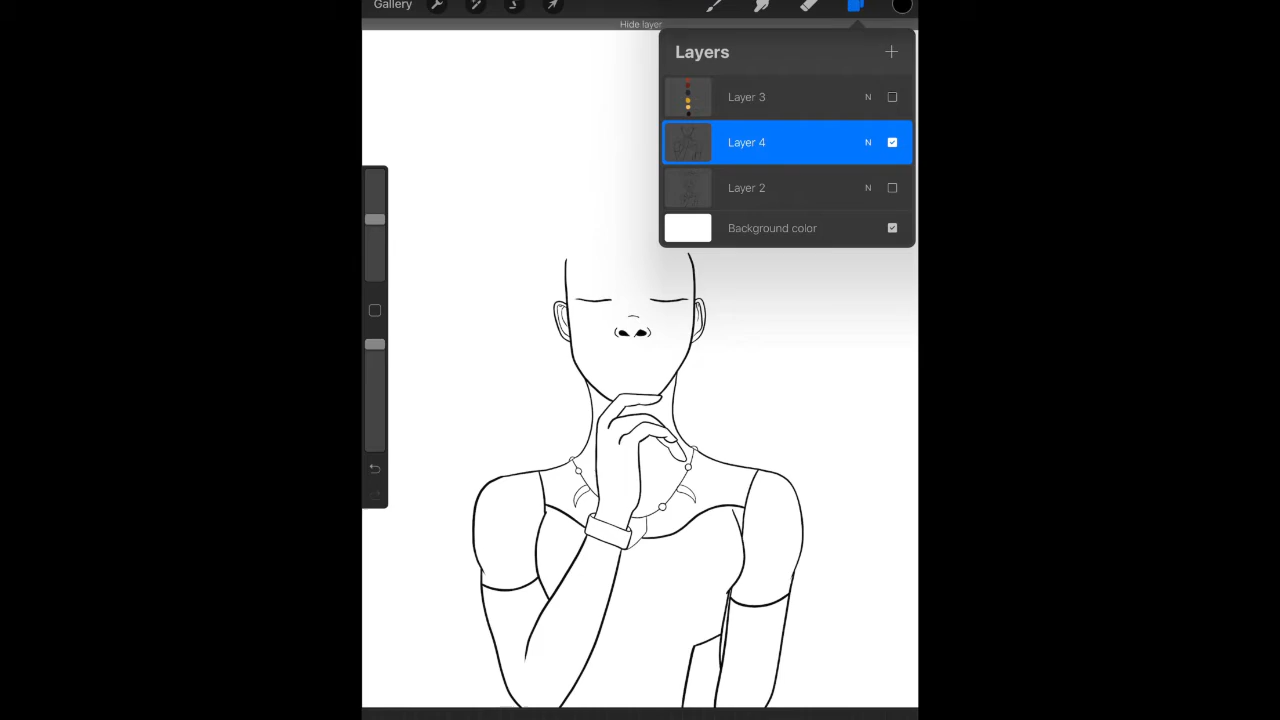 Gallery
Hide layer
Layers
Layer 3 N
Layer 4 N
Layer 2 N
Background color